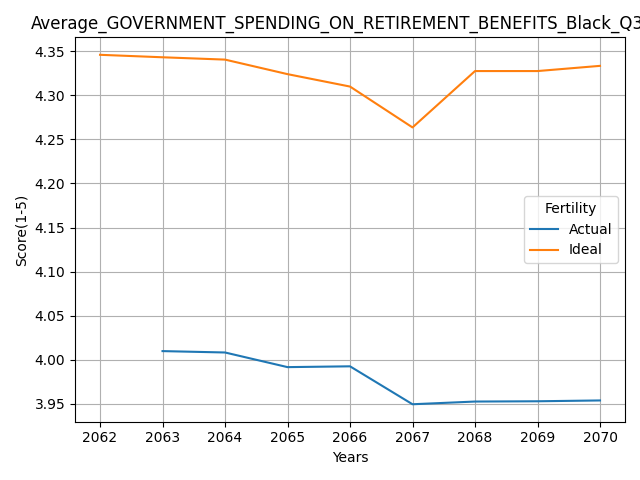 Average_GOVERNMENT_SPENDING_ON_RETIREMENT_BENEFITS_Black_Q3
4.35
4.30
4.25
4.20
4.15
4.10
4.05
4.00
3.95
Score(1-5)
Fertility
Actual
Ideal
2062 2063 2064 2065 2066 2067 2068 2069 2070
Years